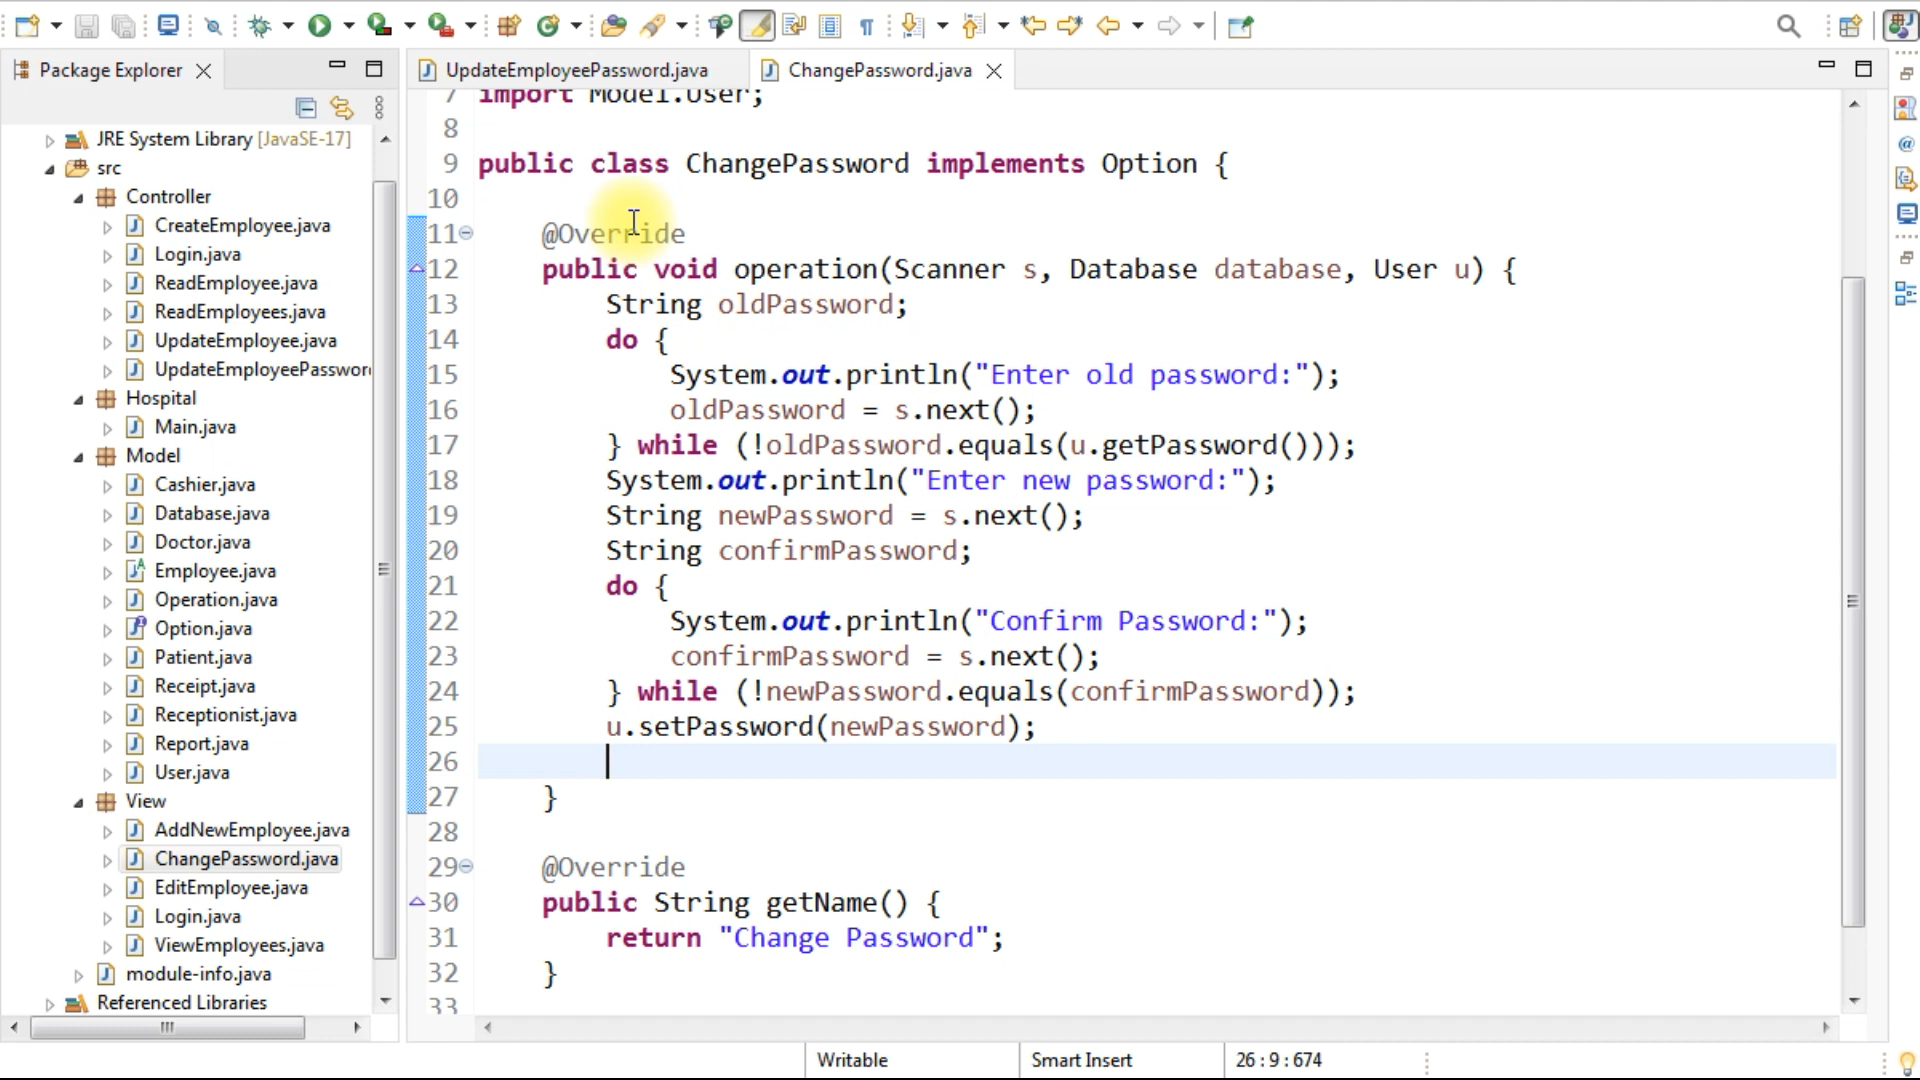 Package Explorer
JRE System Library [JavaSE-17]
src
Controller
CreateEmployee.java
Login.java
ReadEmployee.java
ReadEmployees.java
UpdateEmployee.java
UpdateEmployeePasswor
Hospital
Main.java
Model
Cashier.java
Database.java
Doctor.java
Employee.java
Operation.java
Option.java
Patient.java
Receipt.java
Receptionist.java
Report.java
User.java
View
AddNewEmployee.java
ChangePassword.java
EditEmployee.java
Login.java
ViewEmployees.java
module-info.java
Referenced Libraries
UpdateEmployeePassword.java
ChangePassword.java
7 import Model.User;
8
9 public class ChangePassword implements Option {
10
11 @Override
12 public void operation(Scanner s, Database database, User u) {
13 String oldPassword;
14 do {
15 System.out.println("Enter old password:");
16 oldPassword = s.next();
17 } while (!oldPassword.equals(u.getPassword()));
18 System.out.println("Enter new password:");
19 String newPassword = s.next();
20 String confirmPassword;
21 do {
22 System.out.println("Confirm Password:");
23 confirmPassword = s.next();
24 } while (!newPassword.equals(confirmPassword));
25 u.setPassword(newPassword);
26
27 }
28
29 @Override
30 public String getName() {
31 return "Change Password";
32 }
33
Writable
Smart Insert
26 : 9 : 674